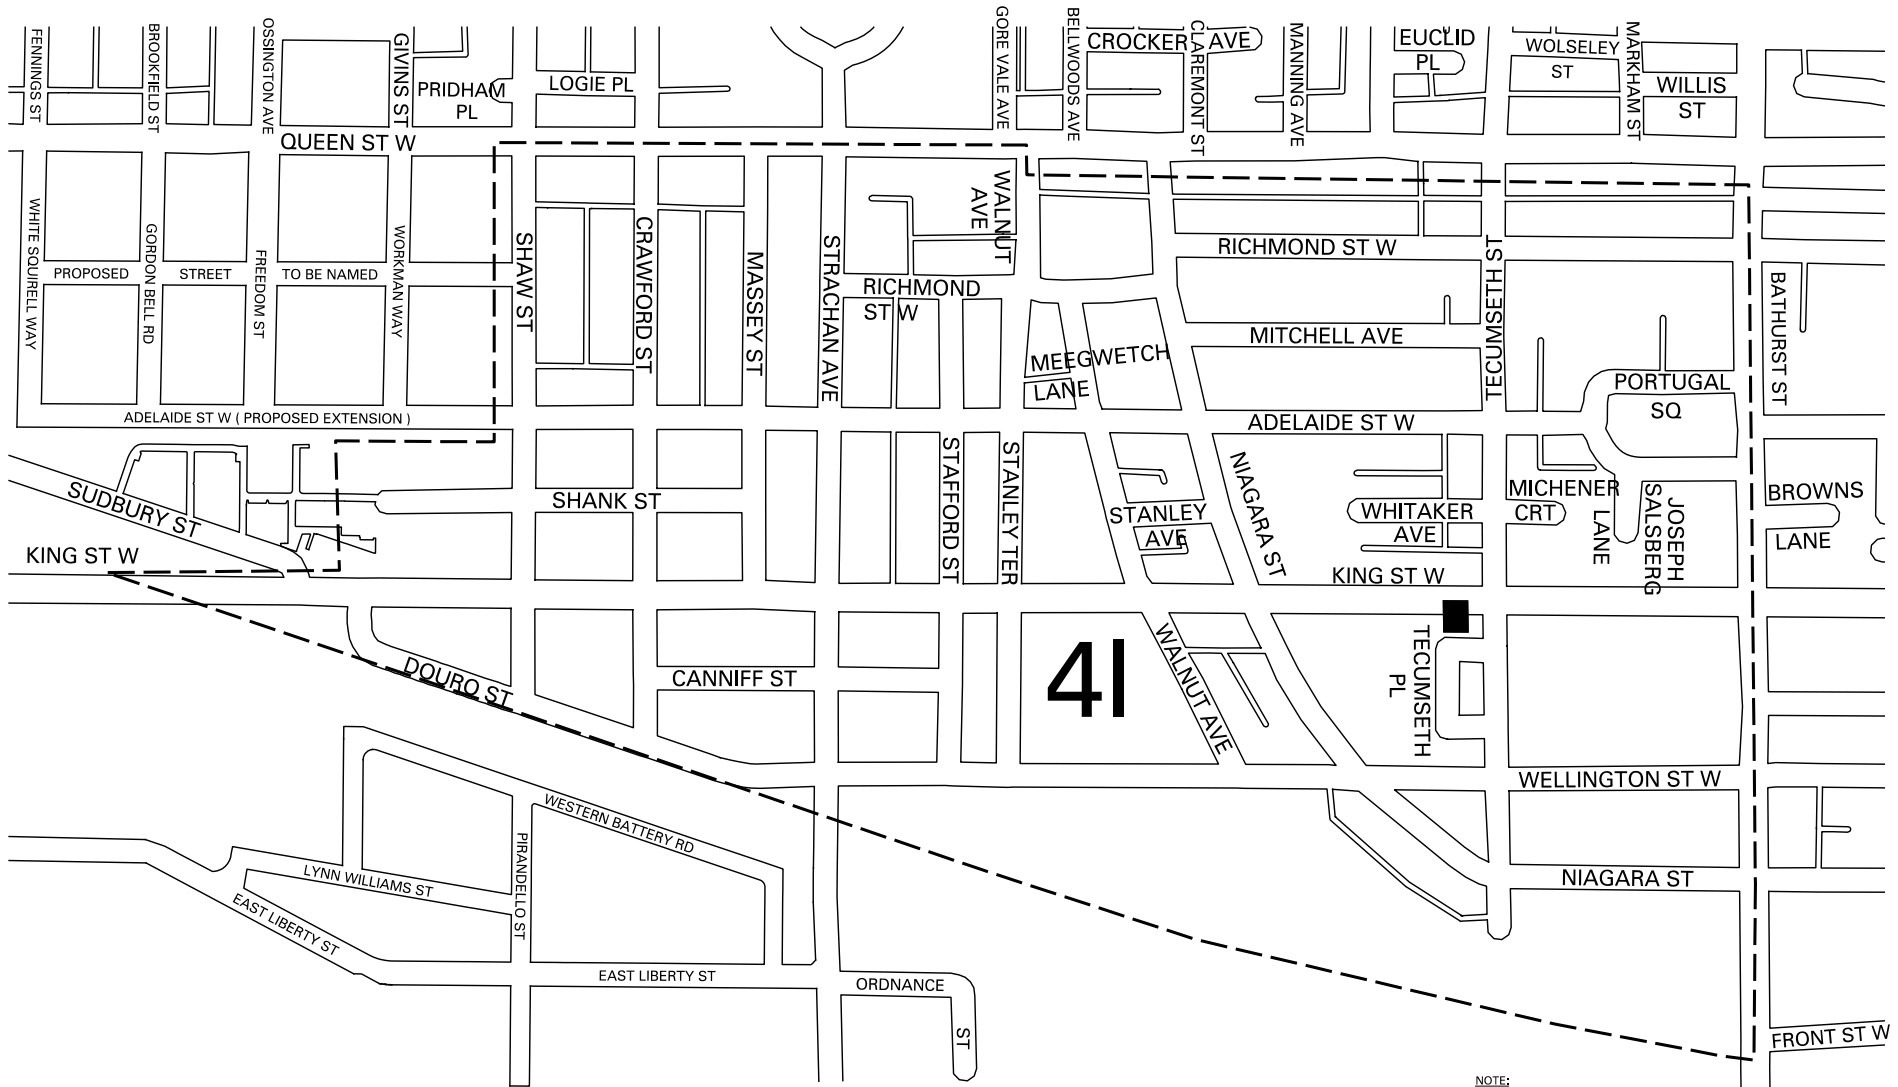 FENNINGS ST
BROOKFIELD ST
OSSINGTON AVE
GIVINS ST
PRIDHAM
PL
LOGIE PL
GORE VALE AVE
BELLWOODS AVE
CROCKER AVE
CLAREMONT ST
MANNING AVE
EUCLID
PL
WOLSELEY
ST
MARKHAM ST
WILLIS
ST
QUEEN ST W
WHITE SQUIRELL WAY
GORDON BELL RD
FREEDOM ST
WORKMAN WAY
PROPOSED STREET TO BE NAMED
SHAW ST
CRAWFORD ST
MASSEY ST
STRACHAN AVE
WALNUT
AVE
RICHMOND
ST W
RICHMOND ST W
TECUMSETH ST
BATHURST ST
MITCHELL AVE
MEEGWETCH
LANE
PORTUGAL
SQ
ADELAIDE ST W ( PROPOSED EXTENSION )
ADELAIDE ST W
SUDBURY ST
SHANK ST
STAFFORD ST
STANLEY TER
STANLEY
AVE
NIAGARA ST
WHITAKER
AVE
MICHENER
CRT
LANE
JOSEPH
SALSBERG
BROWNS
LANE
KING ST W
KING ST W
DOURO ST
CANNIFF ST
41
WALNUT AVE
TECUMSETH
PL
WELLINGTON ST W
WESTERN BATTERY RD
PIRANDELLO ST
LYNN WILLIAMS ST
EAST LIBERTY ST
NIAGARA ST
EAST LIBERTY ST
ORDNANCE
ST
FRONT ST W
NOTE: